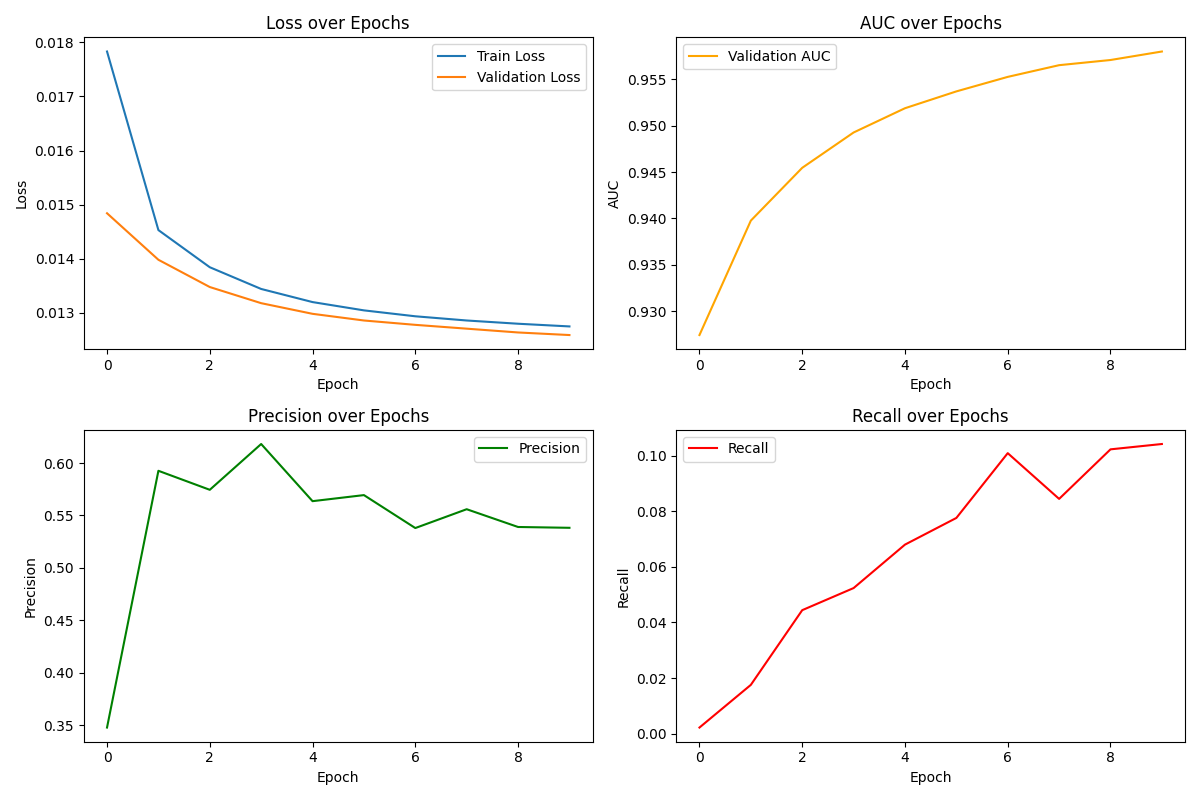 Loss over Epochs
Train Loss
Validation Loss
0.018
0.017
0.016
0.015
0.014
0.013
Loss
0 2 4 6 8
Epoch
AUC over Epochs
Validation AUC
0.955
0.950
0.945
0.940
0.935
0.930
AUC
0 2 4 6 8
Epoch
Precision over Epochs
Precision
0.60
0.55
0.50
0.45
0.40
0.35
Precision
0 2 4 6 8
Epoch
Recall over Epochs
Recall
0.10
0.08
0.06
0.04
0.02
0.00
Recall
0 2 4 6 8
Epoch